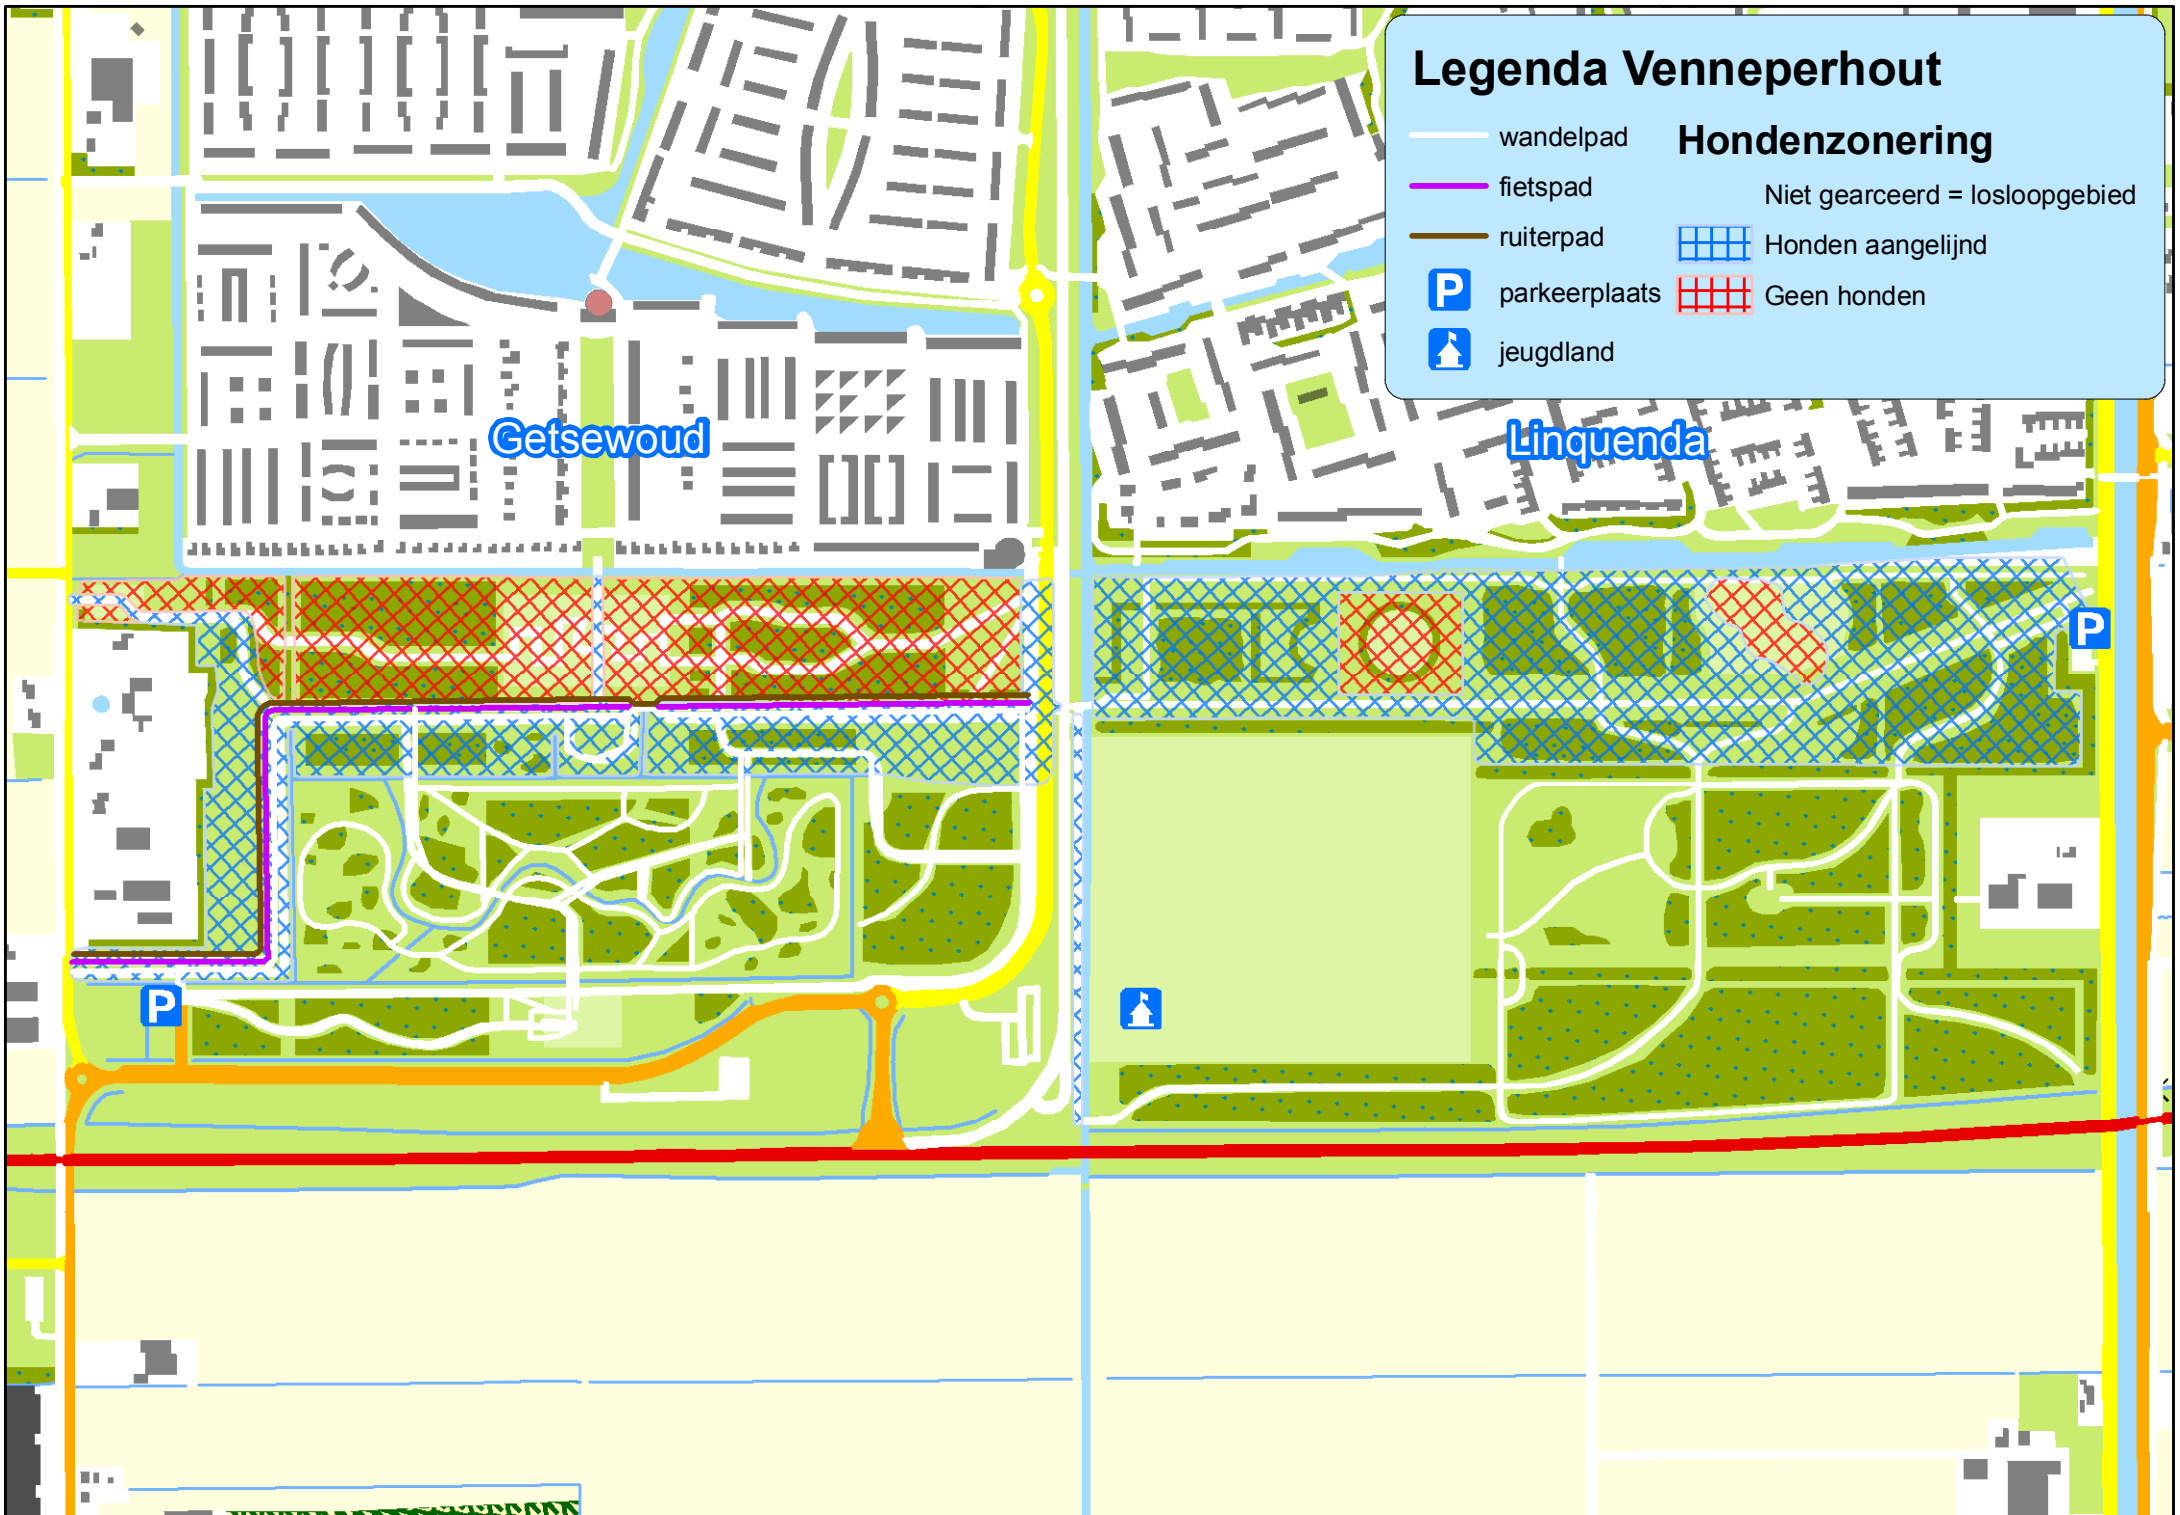 Legenda Venneperhout
wandelpad
fietspad
ruiterpad
P parkeerplaats
jeugdland
Hondenzonering
Niet gearceerd = losloopgebied
Honden aangelijnd
Geen honden
Getsewoud
Linquenda
P
P